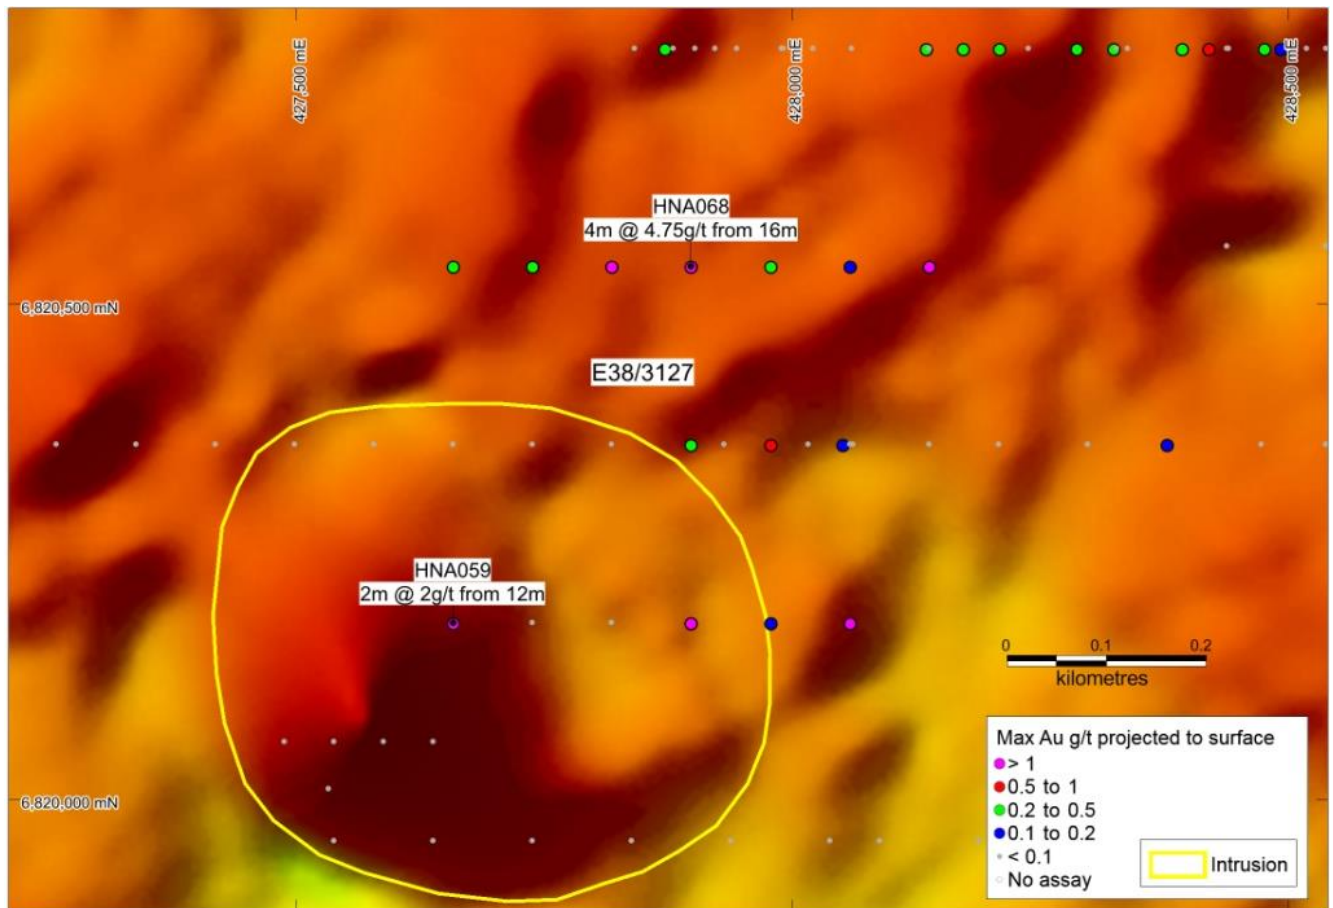 427,500 mE
428,000 mE
428,500 mE
HNA068
4m @ 4.75g/t from 16m
6,820,500 mN
E38/3127
HNA059
2m @ 2g/t from 12m
0 0.1 0.2
kilometres
6,820,000 mN
Max Au g/t projected to surface
> 1
0.5 to 1
0.2 to 0.5
0.1 to 0.2
< 0.1
No assay
Intrusion